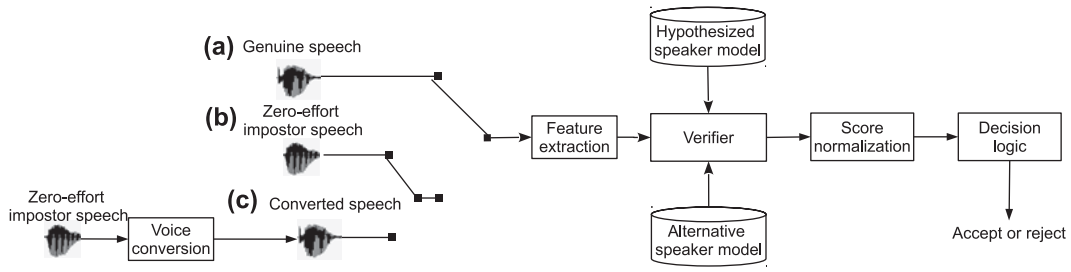 (a)
Genuine speech
(b)
Zero-effort
impostor speech
Zero-effort
impostor speech
(c)
Converted speech
Voice
conversion
Feature
extraction
Hypothesized
speaker model
Verifier
Alternative
speaker model
Score
normalization
Decision
logic
Accept or reject